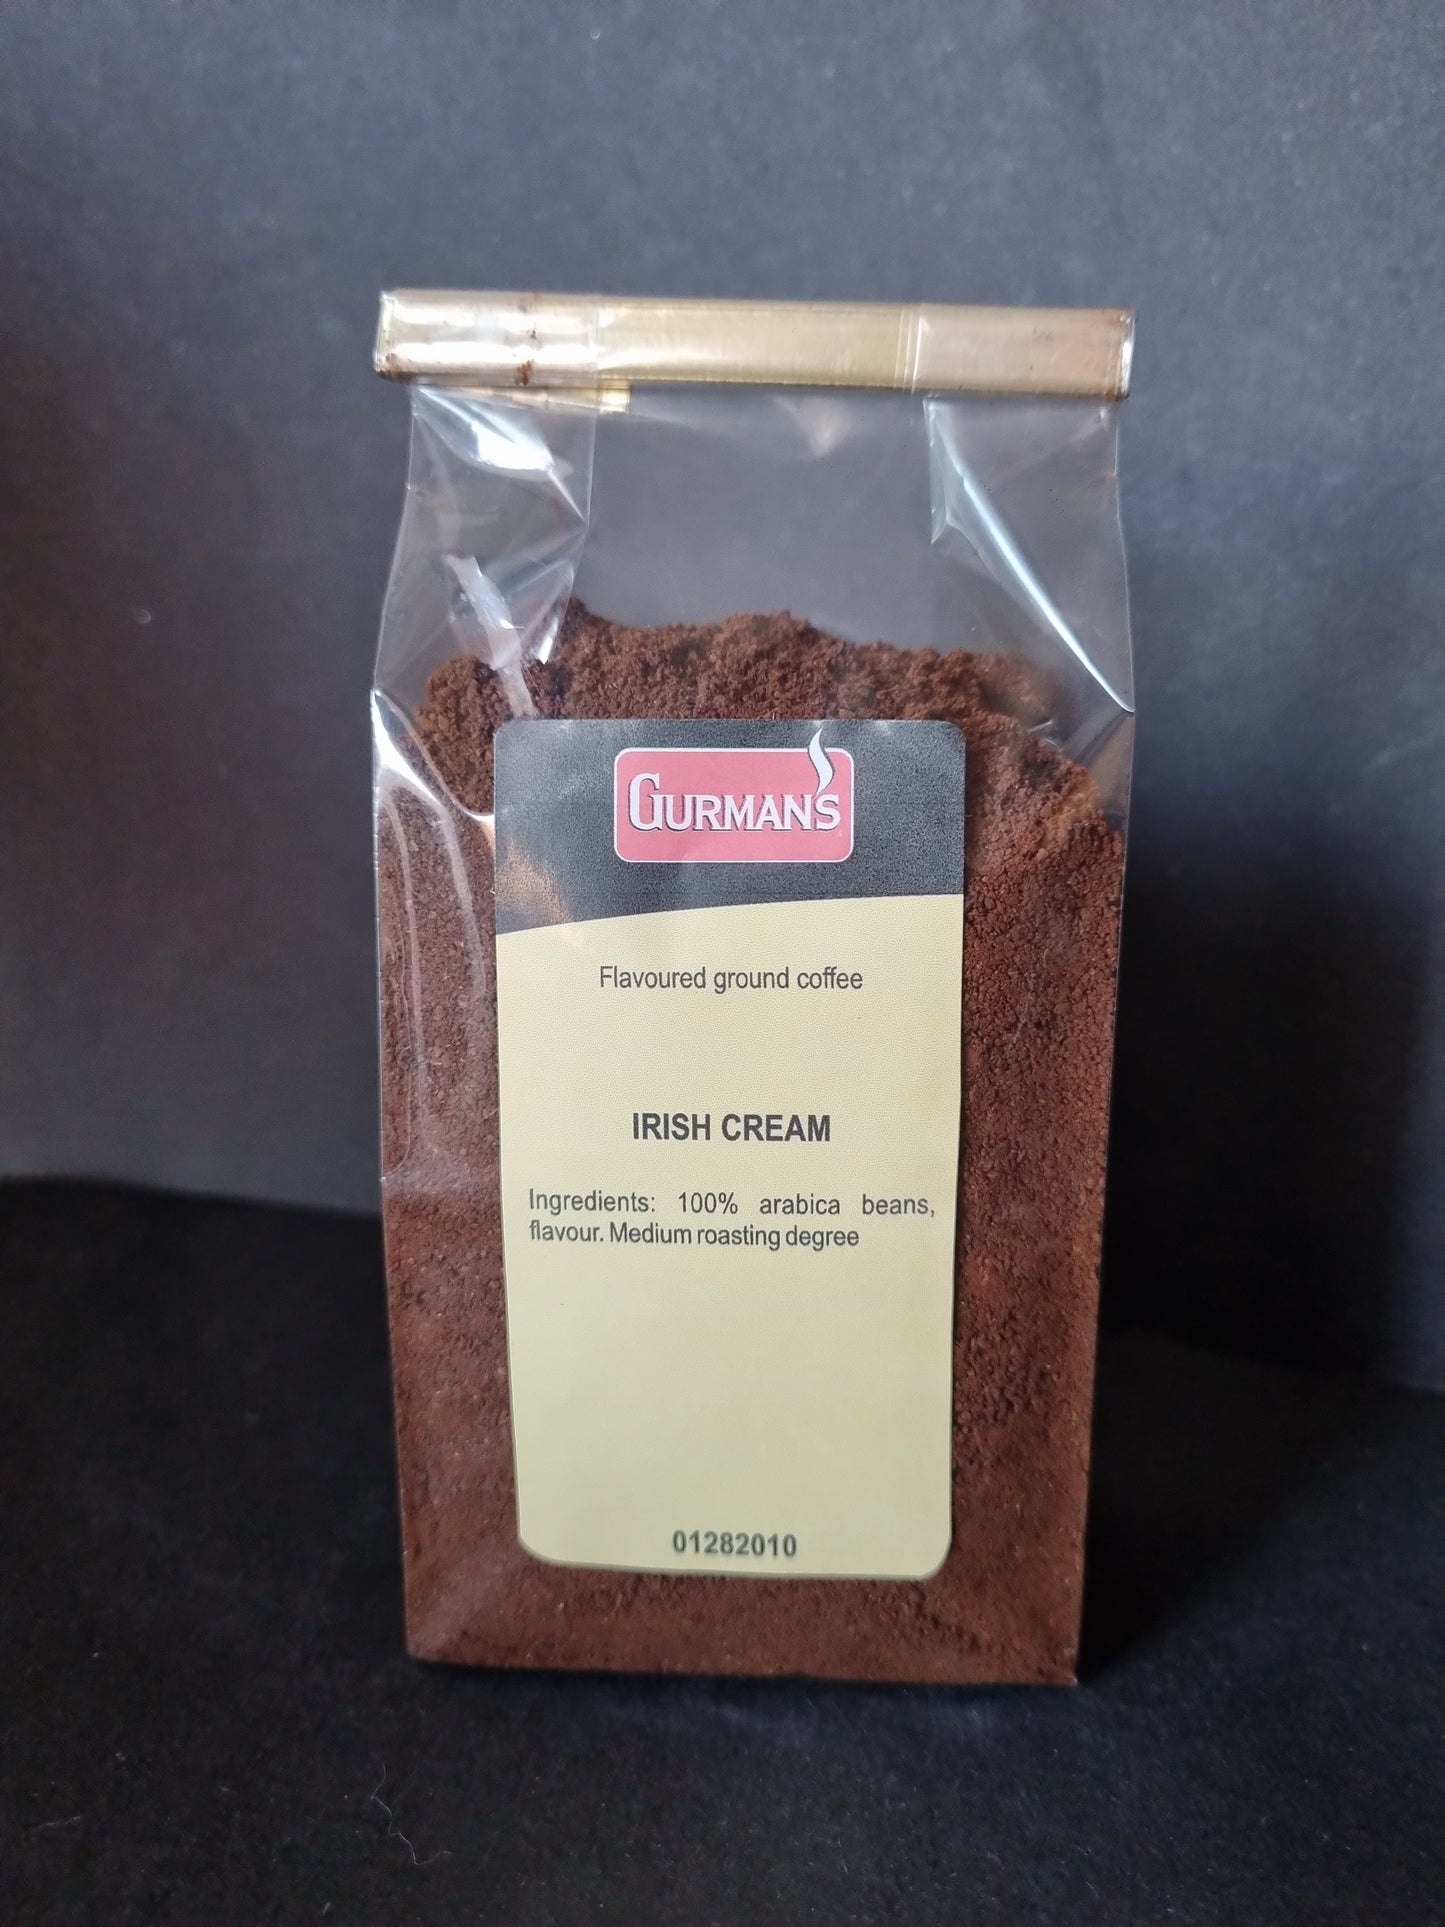 GURMAN'S
Flavoured ground coffee
IRISH CREAM
Ingredients: 100% arabica beans,
flavour. Medium roasting degree
01282010